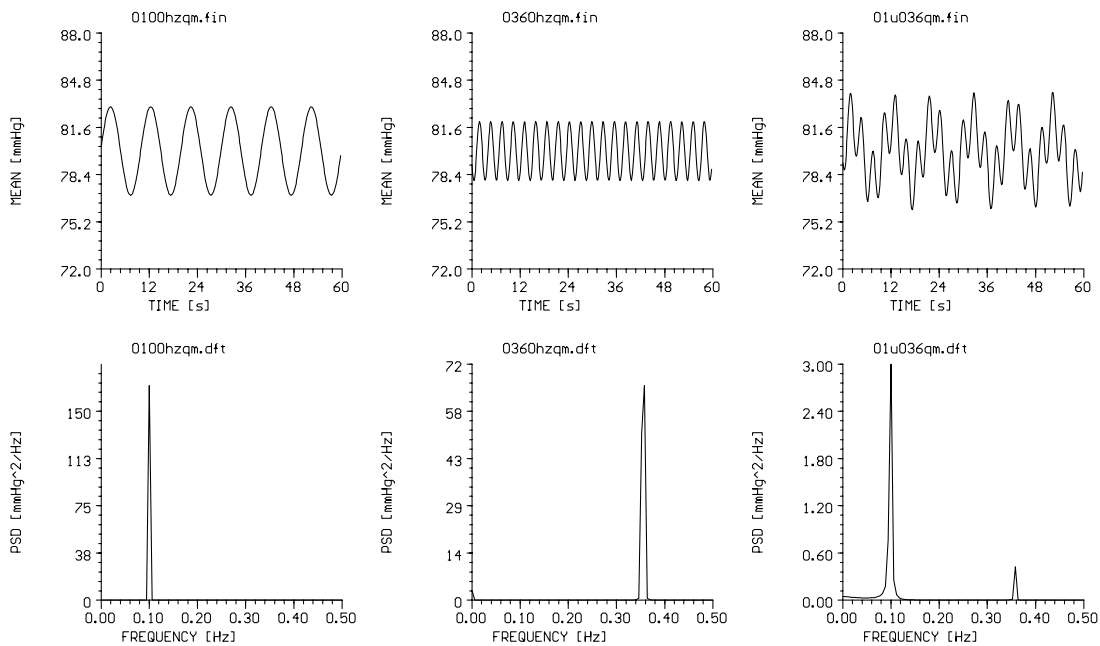 0100hzqm.fin
88.0
84.8
81.6
78.4
75.2
72.0
MEAN [mmHg]
0 12 24 36 48 60
TIME [s]
0360hzqm.fin
88.0
84.8
81.6
78.4
75.2
72.0
MEAN [mmHg]
0 12 24 36 48 60
TIME [s]
01u036qm.fin
88.0
84.8
81.6
78.4
75.2
72.0
MEAN [mmHg]
0 12 24 36 48 60
TIME [s]
0100hzqm.dft
150
113
75
38
0
PSD [mmHg^2/Hz]
0.00 0.10 0.20 0.30 0.40 0.50
FREQUENCY [Hz]
0360hzqm.dft
72
58
43
29
14
0
PSD [mmHg^2/Hz]
0.00 0.10 0.20 0.30 0.40 0.50
FREQUENCY [Hz]
01u036qm.dft
3.00
2.40
1.80
1.20
0.60
0.00
PSD [mmHg^2/Hz]
0.00 0.10 0.20 0.30 0.40 0.50
FREQUENCY [Hz]